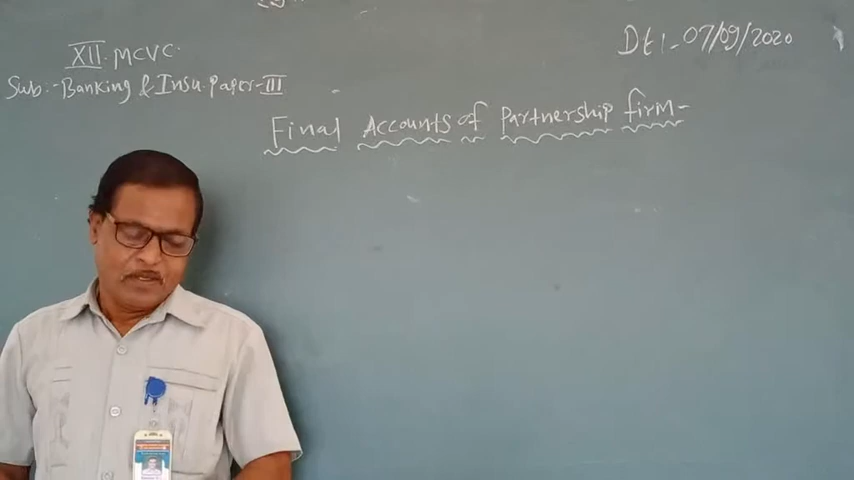 XII. MCVC.
Dt:-07/09/2020
Sub:-Banking & Insu. Paper-III
Final Accounts of Partnership firm-